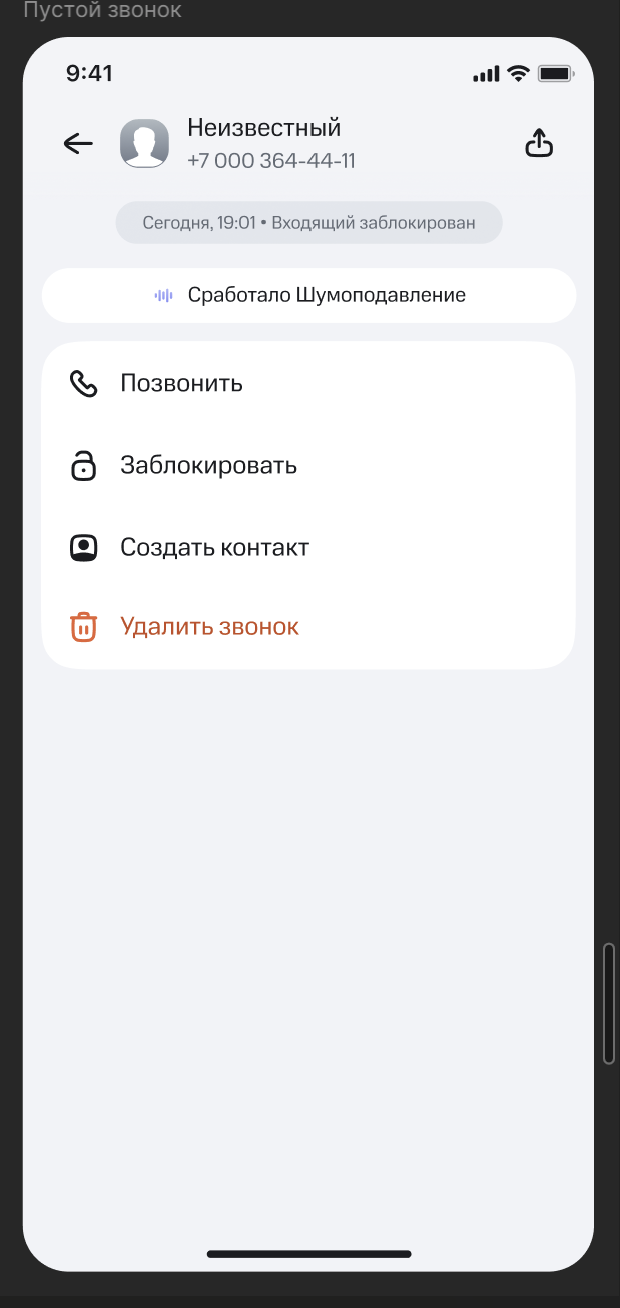 Пустой звонок
9:41
Неизвестный
+7 000 364-44-11
Сегодня, 19:01 • Входящий заблокирован
Сработало Шумоподавление
Позвонить
Заблокировать
Создать контакт
Удалить звонок